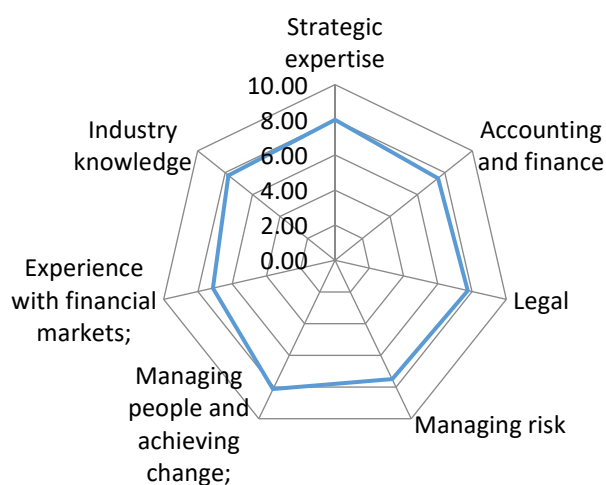 Strategic
expertise
10.00
8.00
6.00
4.00
2.00
0.00
Accounting
and finance
Legal
Managing risk
Managing
people and
achieving
change;
Experience
with financial
markets;
Industry
knowledge